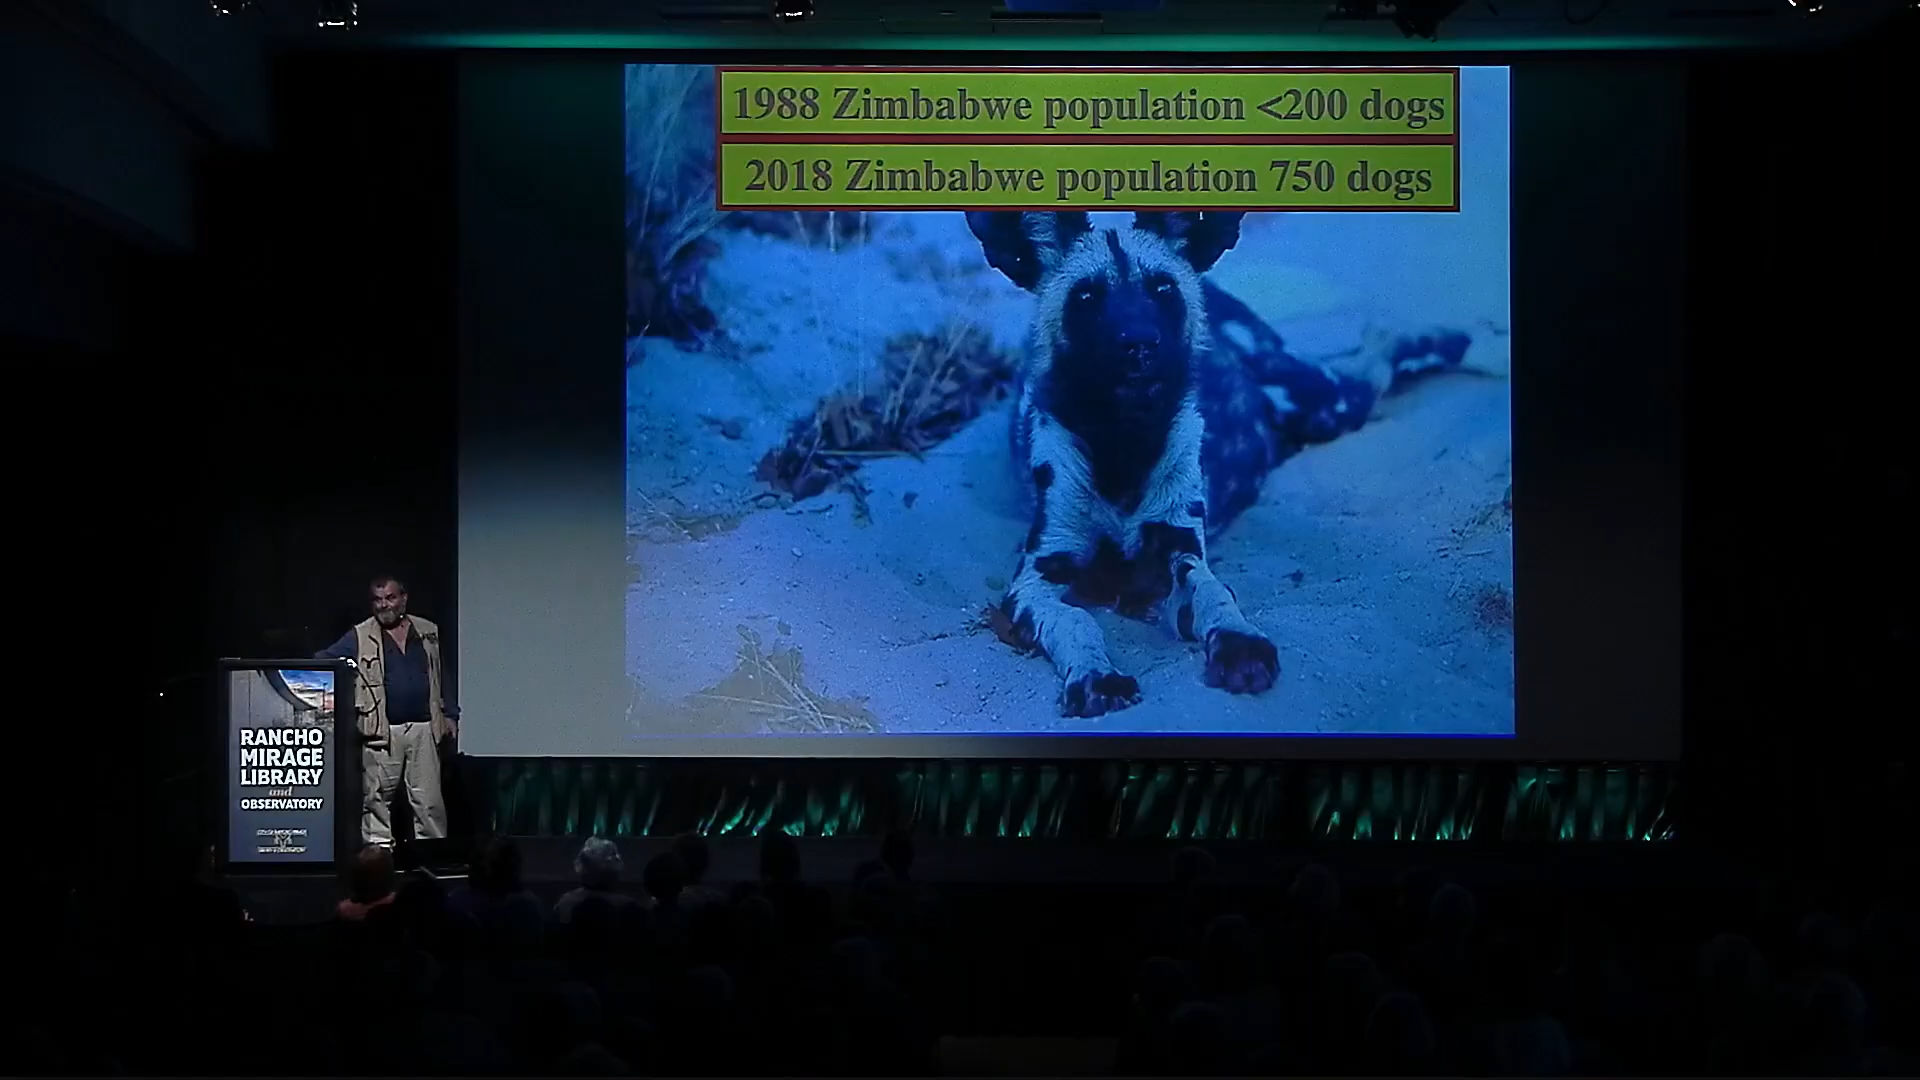 1988 Zimbabwe population <200 dogs
2018 Zimbabwe population 750 dogs
RANCHO
MIRAGE
LIBRARY
and
OBSERVATORY